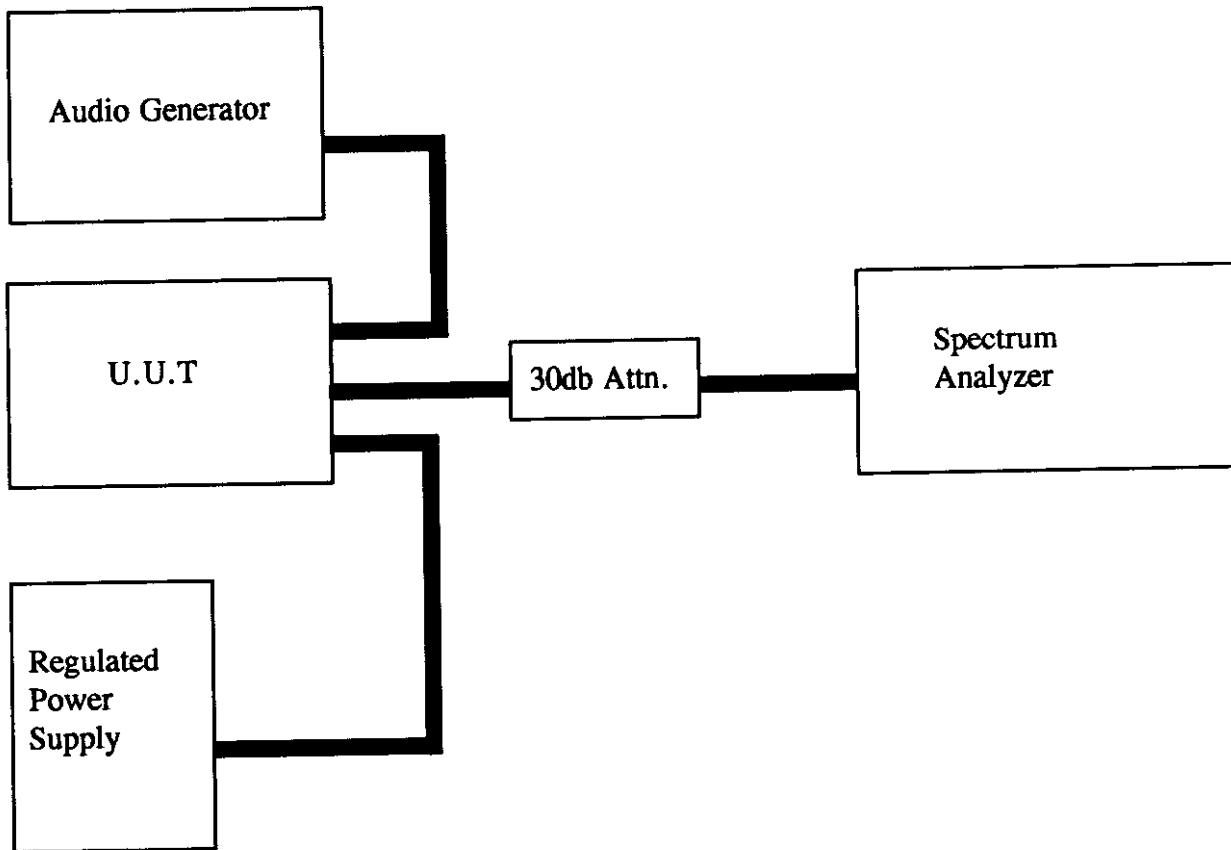 Audio Generator
U.U.T
30db Attn.
Spectrum
Analyzer
Regulated
Power
Supply